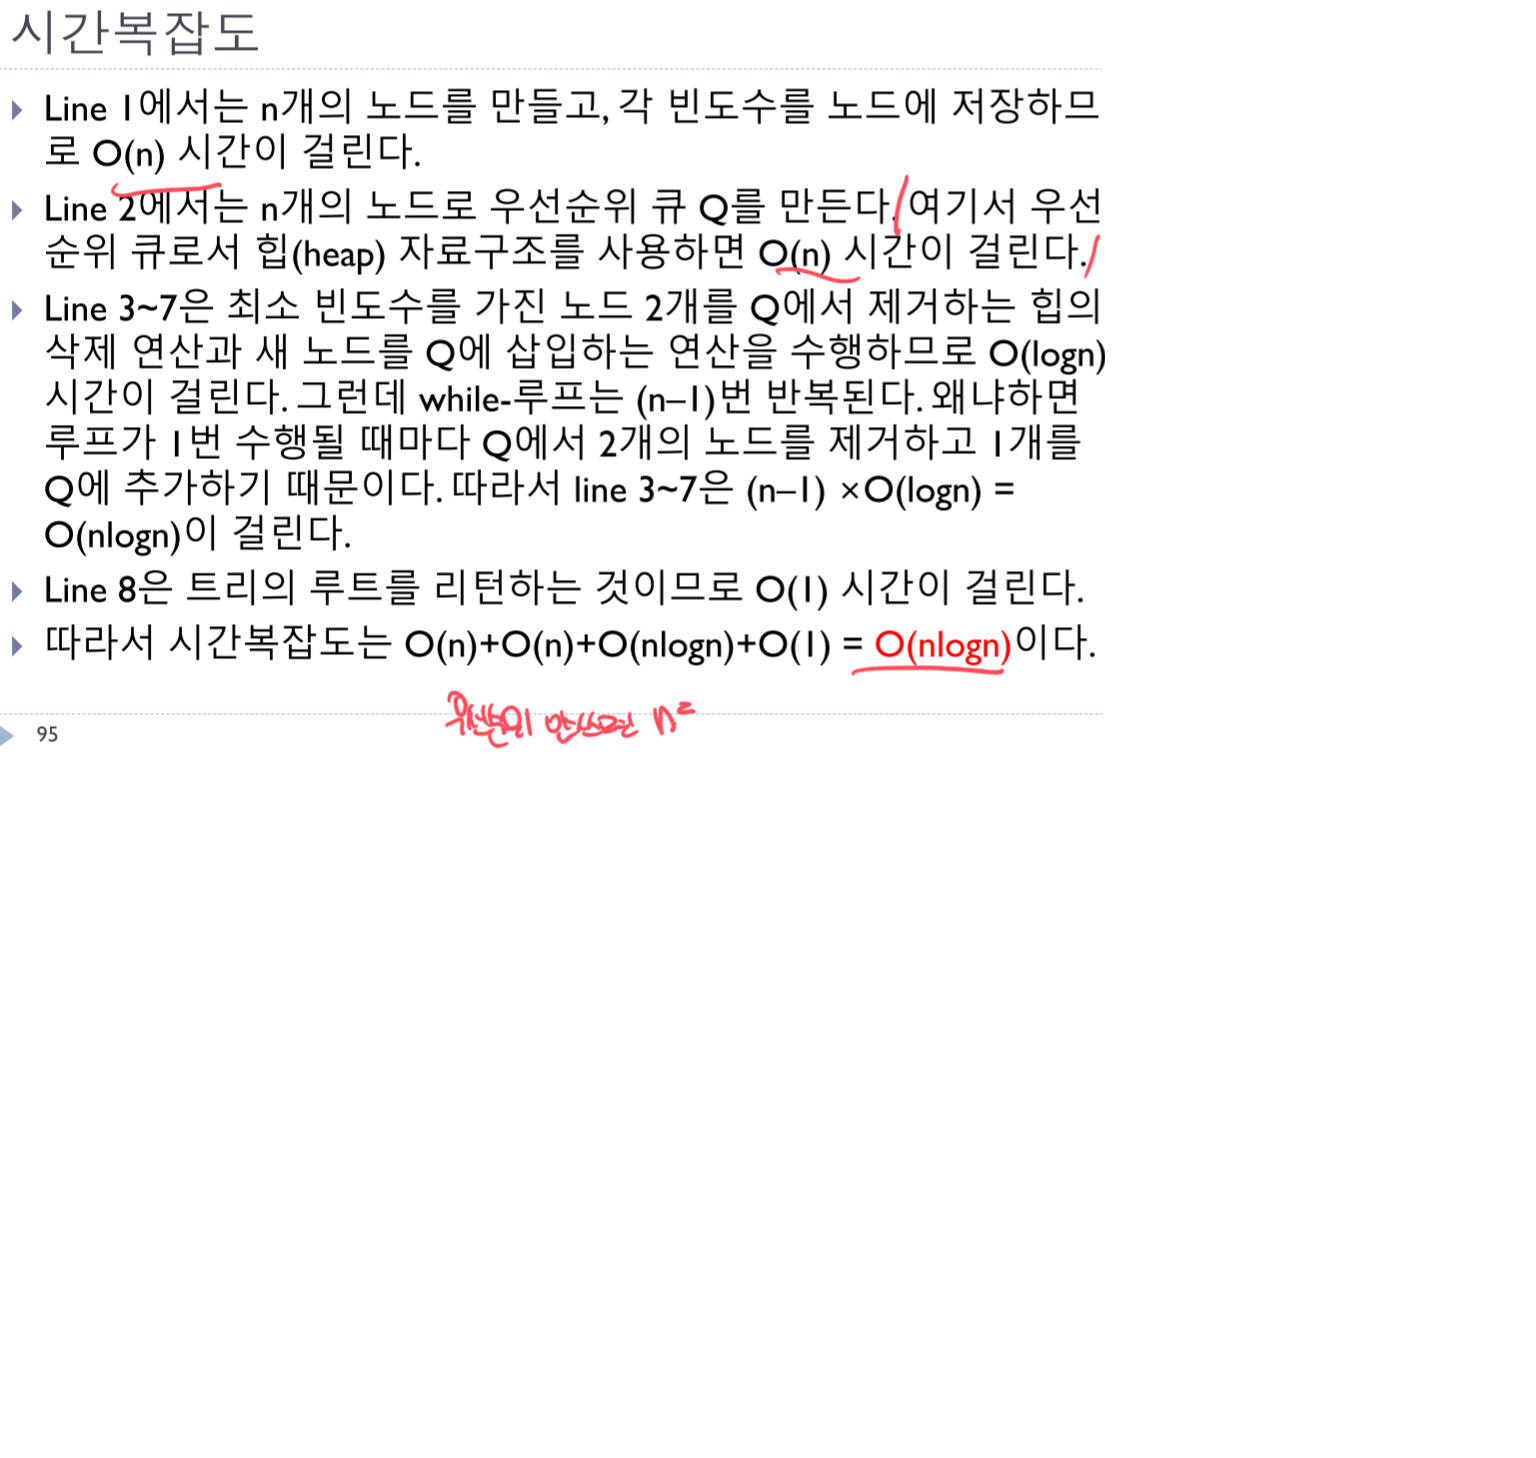 시간복잡도
Line 1에서는 n개의 노드를 만들고, 각 빈도수를 노드에 저장하므
로 O(n) 시간이 걸린다.
Line 2에서는 n개의 노드로 우선순위 큐 Q를 만든다. 여기서 우선
순위 큐로서 힙(heap) 자료구조를 사용하면 O(n) 시간이 걸린다.
Line 3~7은 최소 빈도수를 가진 노드 2개를 Q에서 제거하는 힙의
삭제 연산과 새 노드를 Q에 삽입하는 연산을 수행하므로 O(logn)
시간이 걸린다. 그런데 while-루프는 (n–1)번 반복된다. 왜냐하면
루프가 1번 수행될 때마다 Q에서 2개의 노드를 제거하고 1개를
Q에 추가하기 때문이다. 따라서 line 3~7은 (n–1) ×O(logn) =
O(nlogn)이 걸린다.
Line 8은 트리의 루트를 리턴하는 것이므로 O(1) 시간이 걸린다.
따라서 시간복잡도는 O(n)+O(n)+O(nlogn)+O(1) = O(nlogn)이다.
우선순위 안쓰면 n²
95